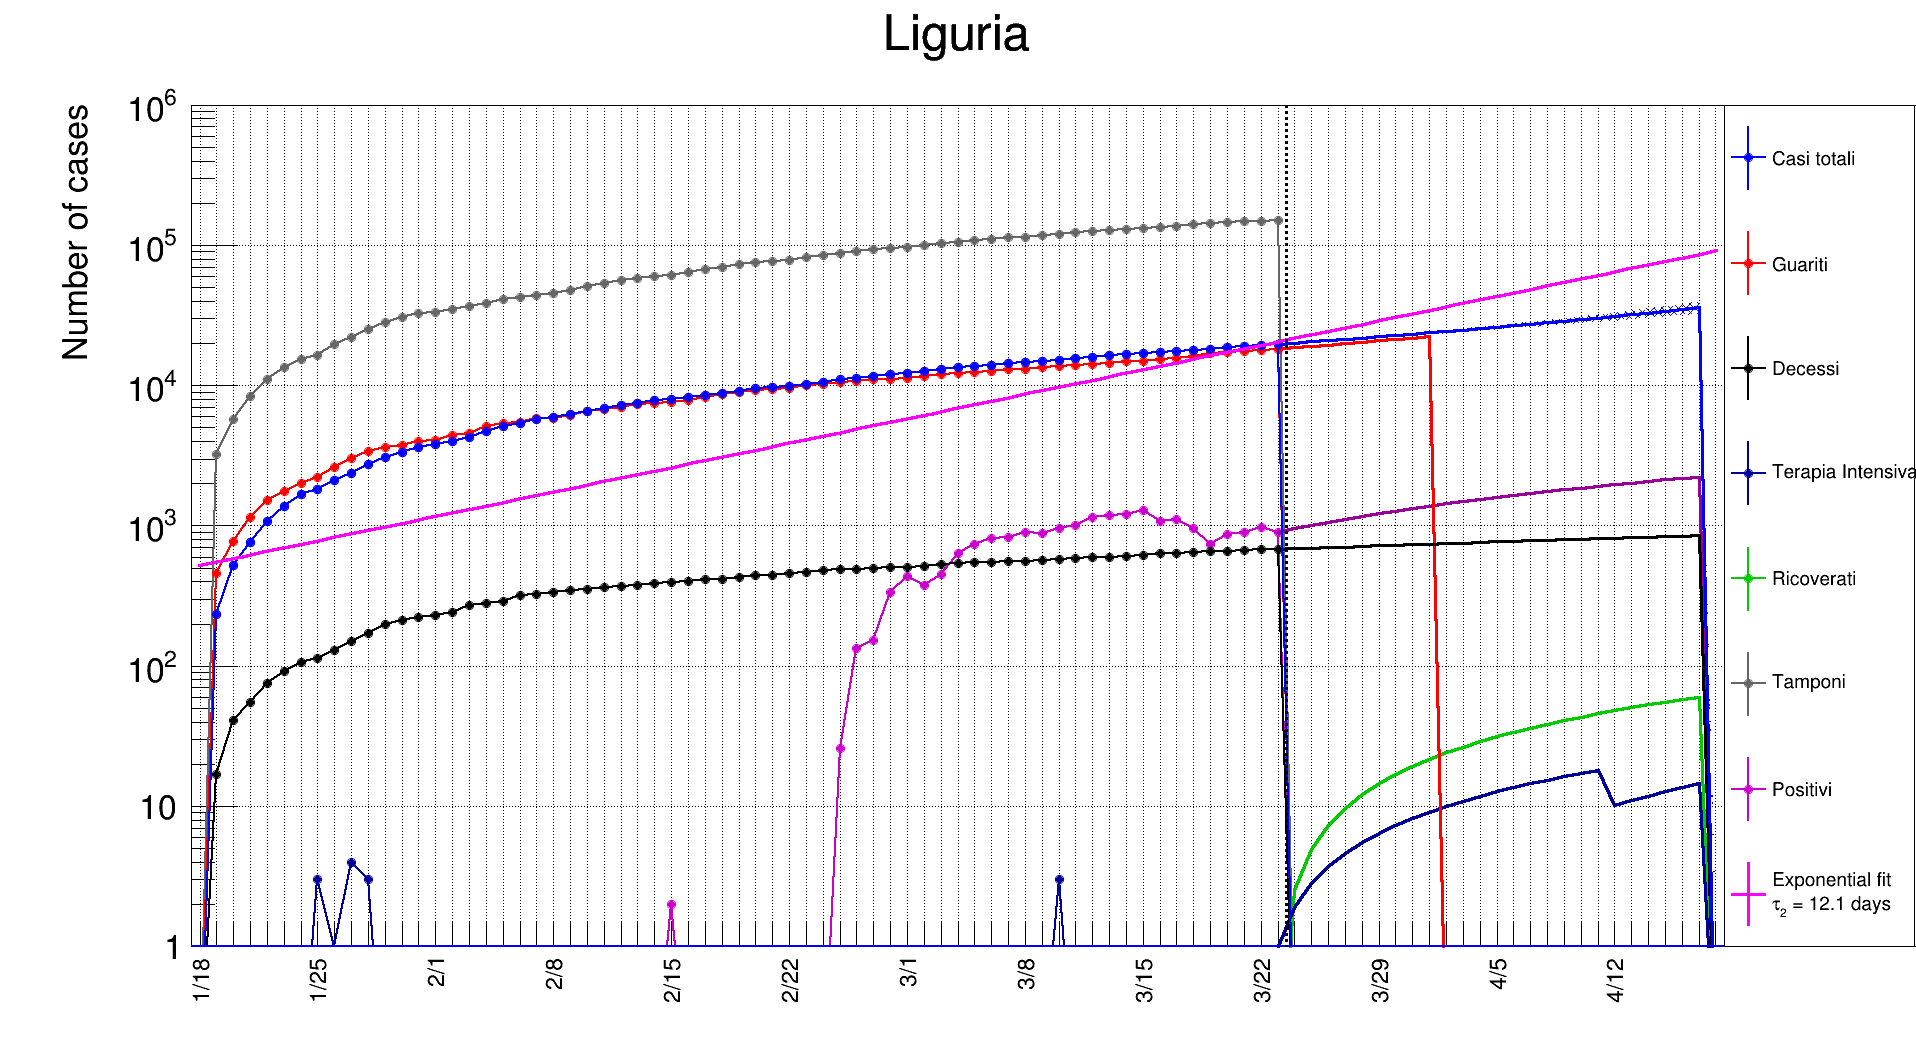 Liguria
Number of cases
10^6
10^5
10^4
10^3
10^2
10
1
1/18
1/25
2/1
2/8
2/15
2/22
3/1
3/8
3/15
3/22
3/29
4/5
4/12
Casi totali
Guariti
Decessi
Terapia Intensiva
Ricoverati
Tamponi
Positivi
Exponential fit
τ_2 = 12.1 days